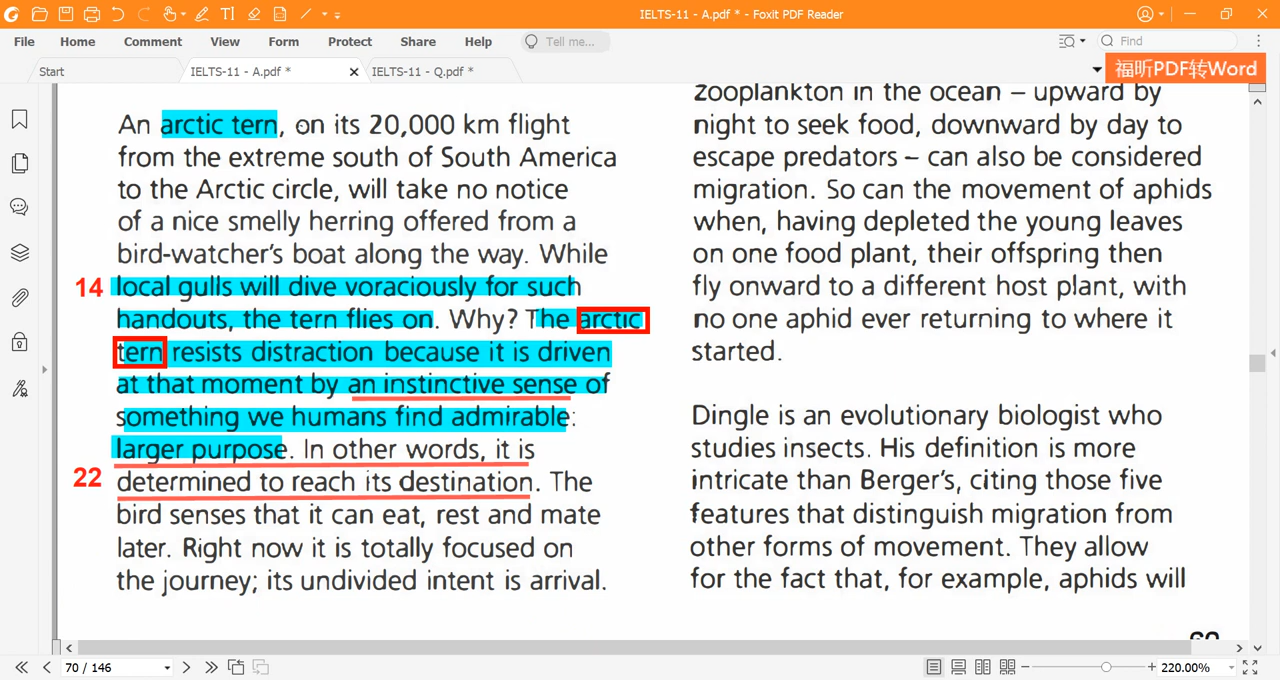 IELTS-11 - A.pdf * - Foxit PDF Reader
File Home Comment View Form Protect Share Help Tell me... Find
Start IELTS-11 - A.pdf * IELTS-11 - Q.pdf *
福昕PDF转Word
An arctic tern, on its 20,000 km flight
from the extreme south of South America
to the Arctic circle, will take no notice
of a nice smelly herring offered from a
bird-watcher's boat along the way. While
14 local gulls will dive voraciously for such
handouts, the tern flies on. Why? The arctic
tern resists distraction because it is driven
at that moment by an instinctive sense of
something we humans find admirable:
larger purpose. In other words, it is
22 determined to reach its destination. The
bird senses that it can eat, rest and mate
later. Right now it is totally focused on
the journey; its undivided intent is arrival.
zooplankton in the ocean – upward by
night to seek food, downward by day to
escape predators – can also be considered
migration. So can the movement of aphids
when, having depleted the young leaves
on one food plant, their offspring then
fly onward to a different host plant, with
no one aphid ever returning to where it
started.
Dingle is an evolutionary biologist who
studies insects. His definition is more
intricate than Berger's, citing those five
features that distinguish migration from
other forms of movement. They allow
for the fact that, for example, aphids will
70 / 146 220.00%